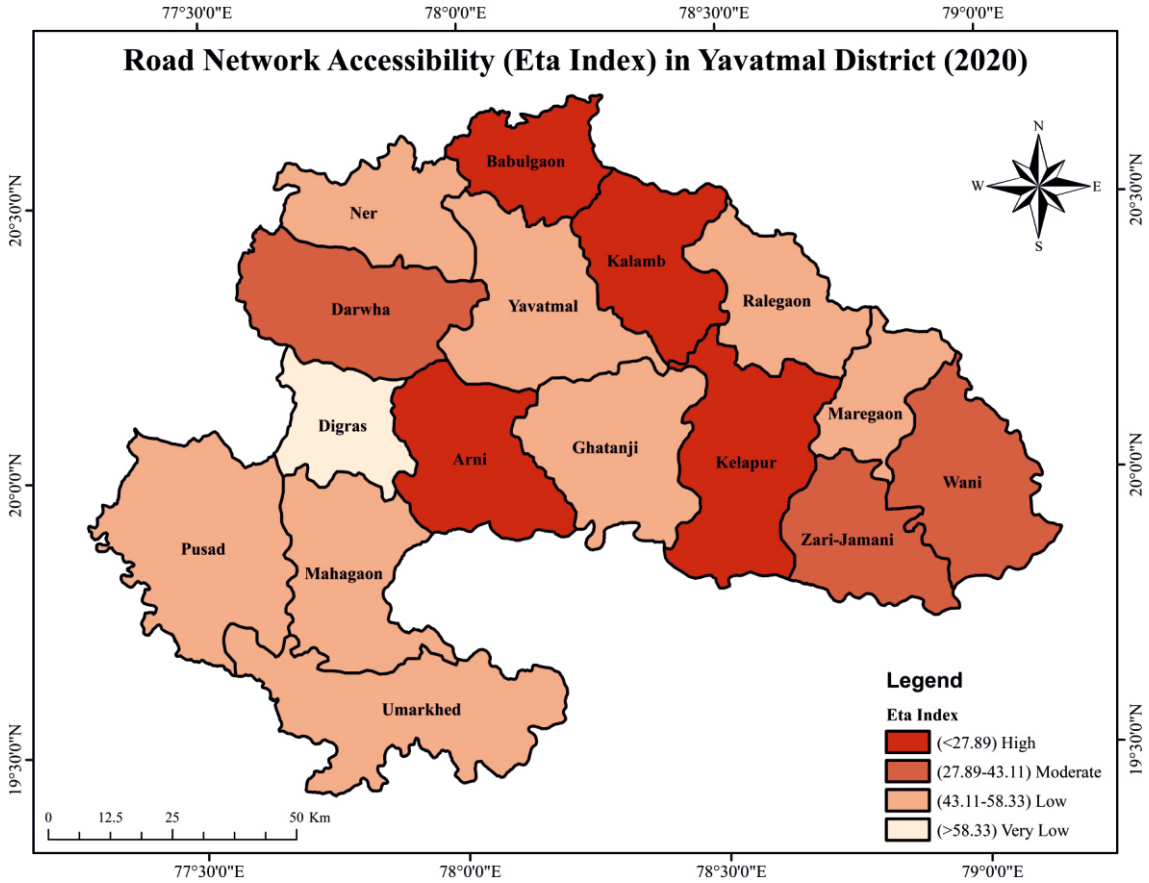 77°30'0"E 78°0'0"E 78°30'0"E 79°0'0"E
Road Network Accessibility (Eta Index) in Yavatmal District (2020)
N
W E
S
20°30'0"N
20°30'0"N
Babulgaon
Ner
Kalamb
Ralegaon
Yavatmal
Darwha
Maregaon
Digras
Ghatanji
Arni
Kelapur
Wani
20°0'0"N
20°0'0"N
Zari-Jamani
Pusad
Mahagaon
Umarkhed
19°30'0"N
19°30'0"N
Legend
Eta Index
(<27.89) High
(27.89-43.11) Moderate
(43.11-58.33) Low
(>58.33) Very Low
0 12.5 25 50 Km
77°30'0"E 78°0'0"E 78°30'0"E 79°0'0"E